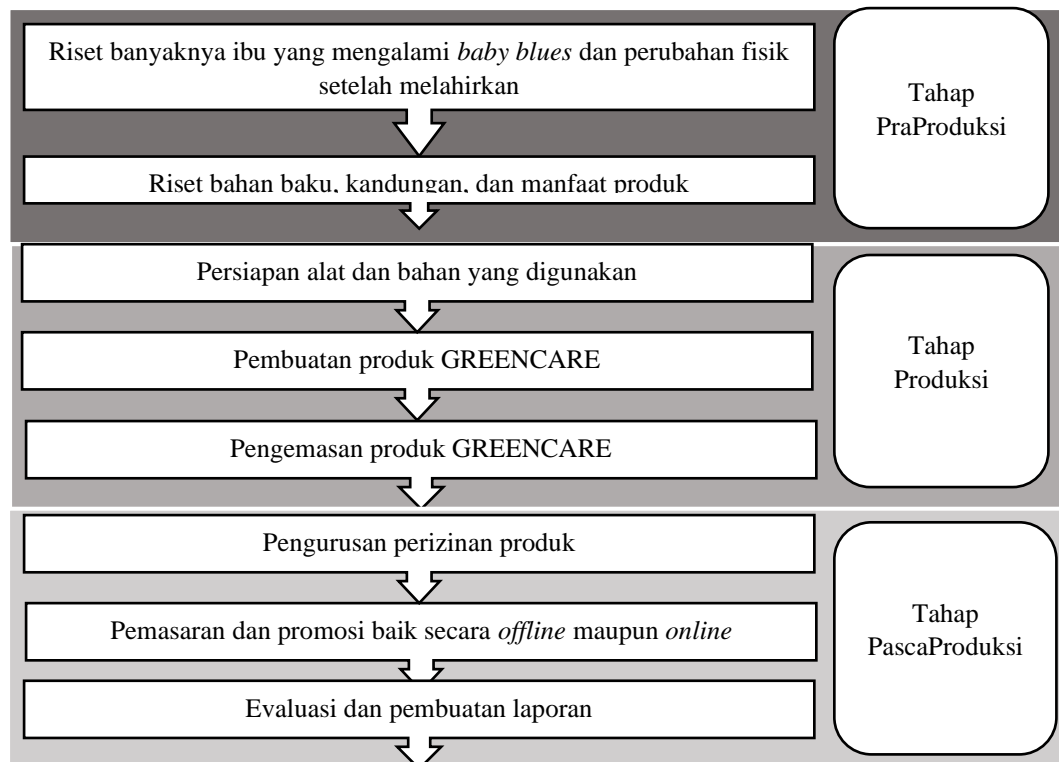 Riset banyaknya ibu yang mengalami baby blues dan perubahan fisik
setelah melahirkan
Riset bahan baku, kandungan, dan manfaat produk
Tahap
PraProduksi
Persiapan alat dan bahan yang digunakan
Pembuatan produk GREENCARE
Pengemasan produk GREENCARE
Tahap
Produksi
Pengurusan perizinan produk
Pemasaran dan promosi baik secara offline maupun online
Evaluasi dan pembuatan laporan
Tahap
PascaProduksi